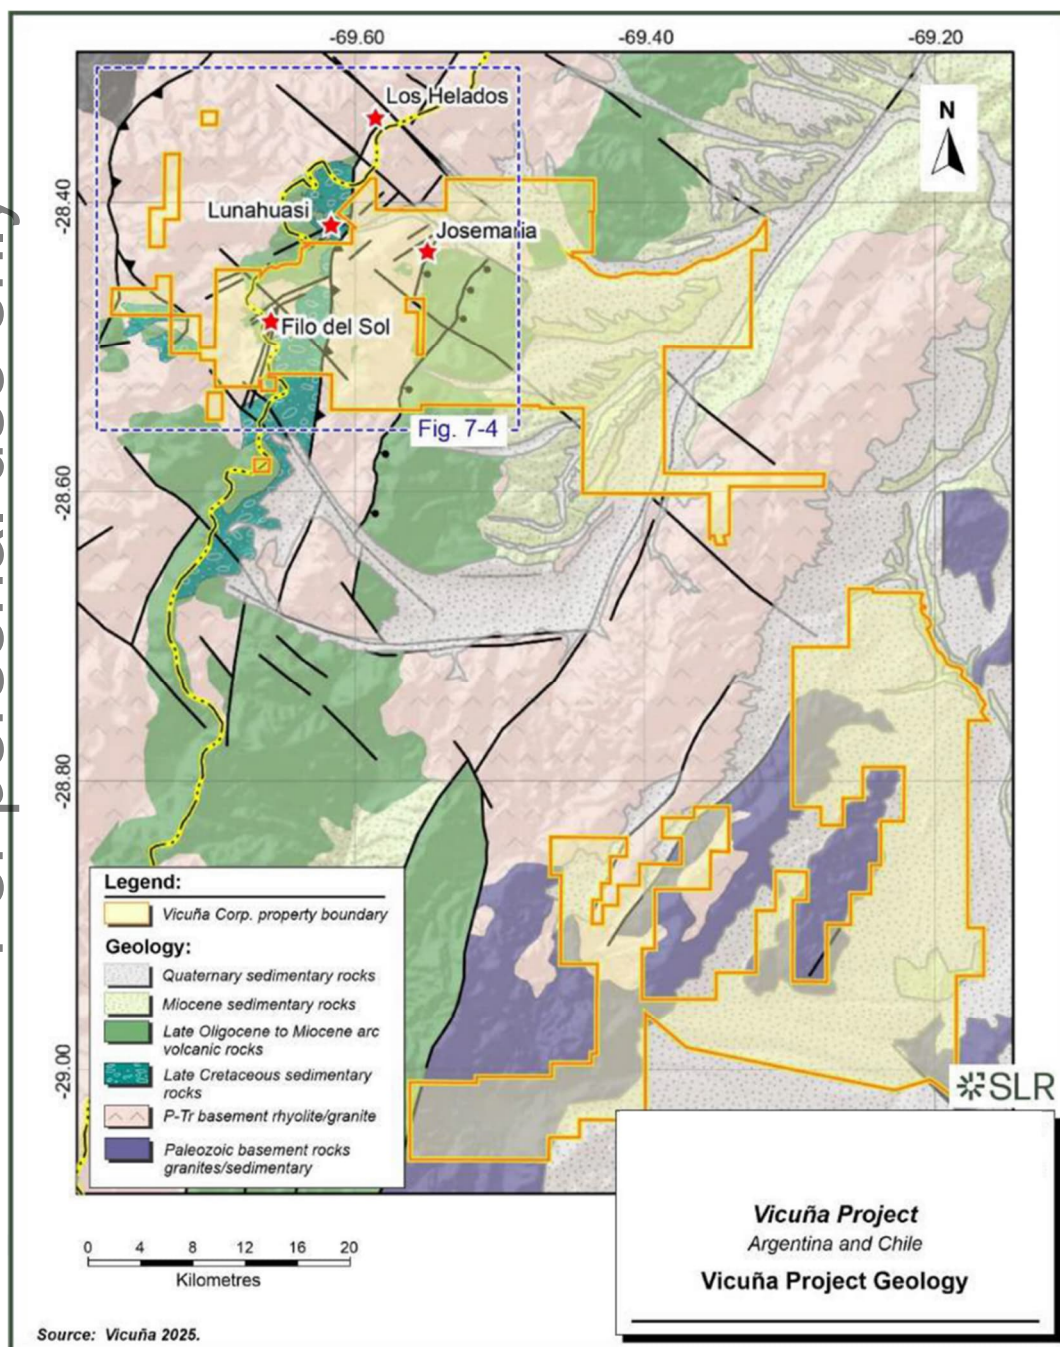 -69.60 -69.40 -69.20
Los Helados
N
-28.40
Lunahuasi
Josemaria
Filo del Sol
Fig. 7-4
-28.60
-28.80
Legend:
Vicuña Corp. property boundary
Geology:
Quaternary sedimentary rocks
Miocene sedimentary rocks
Late Oligocene to Miocene arc
volcanic rocks
Late Cretaceous sedimentary
rocks
P-Tr basement rhyolite/granite
Paleozoic basement rocks
granites/sedimentary
-29.00
SLR
Vicuña Project
Argentina and Chile
Vicuña Project Geology
0 4 8 12 16 20
Kilometres
Source: Vicuña 2025.